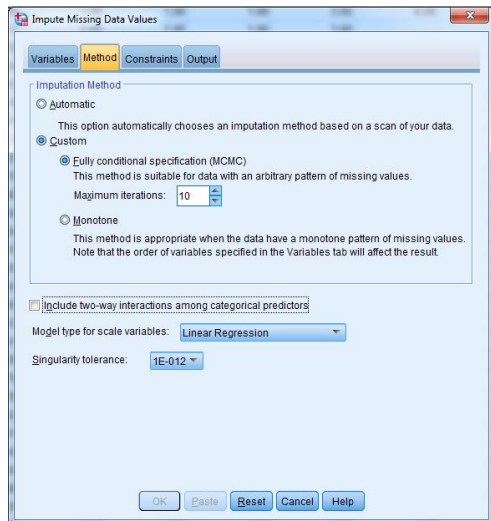 Impute Missing Data Values
Variables Method Constraints Output
Imputation Method
Automatic
This option automatically chooses an imputation method based on a scan of your data.
Custom
Fully conditional specification (MCMC)
This method is suitable for data with an arbitrary pattern of missing values.
Maximum iterations: 10
Monotone
This method is appropriate when the data have a monotone pattern of missing values.
Note that the order of variables specified in the Variables tab will affect the result.
Include two-way interactions among categorical predictors
Model type for scale variables: Linear Regression
Singularity tolerance: 1E-012
OK Paste Reset Cancel Help